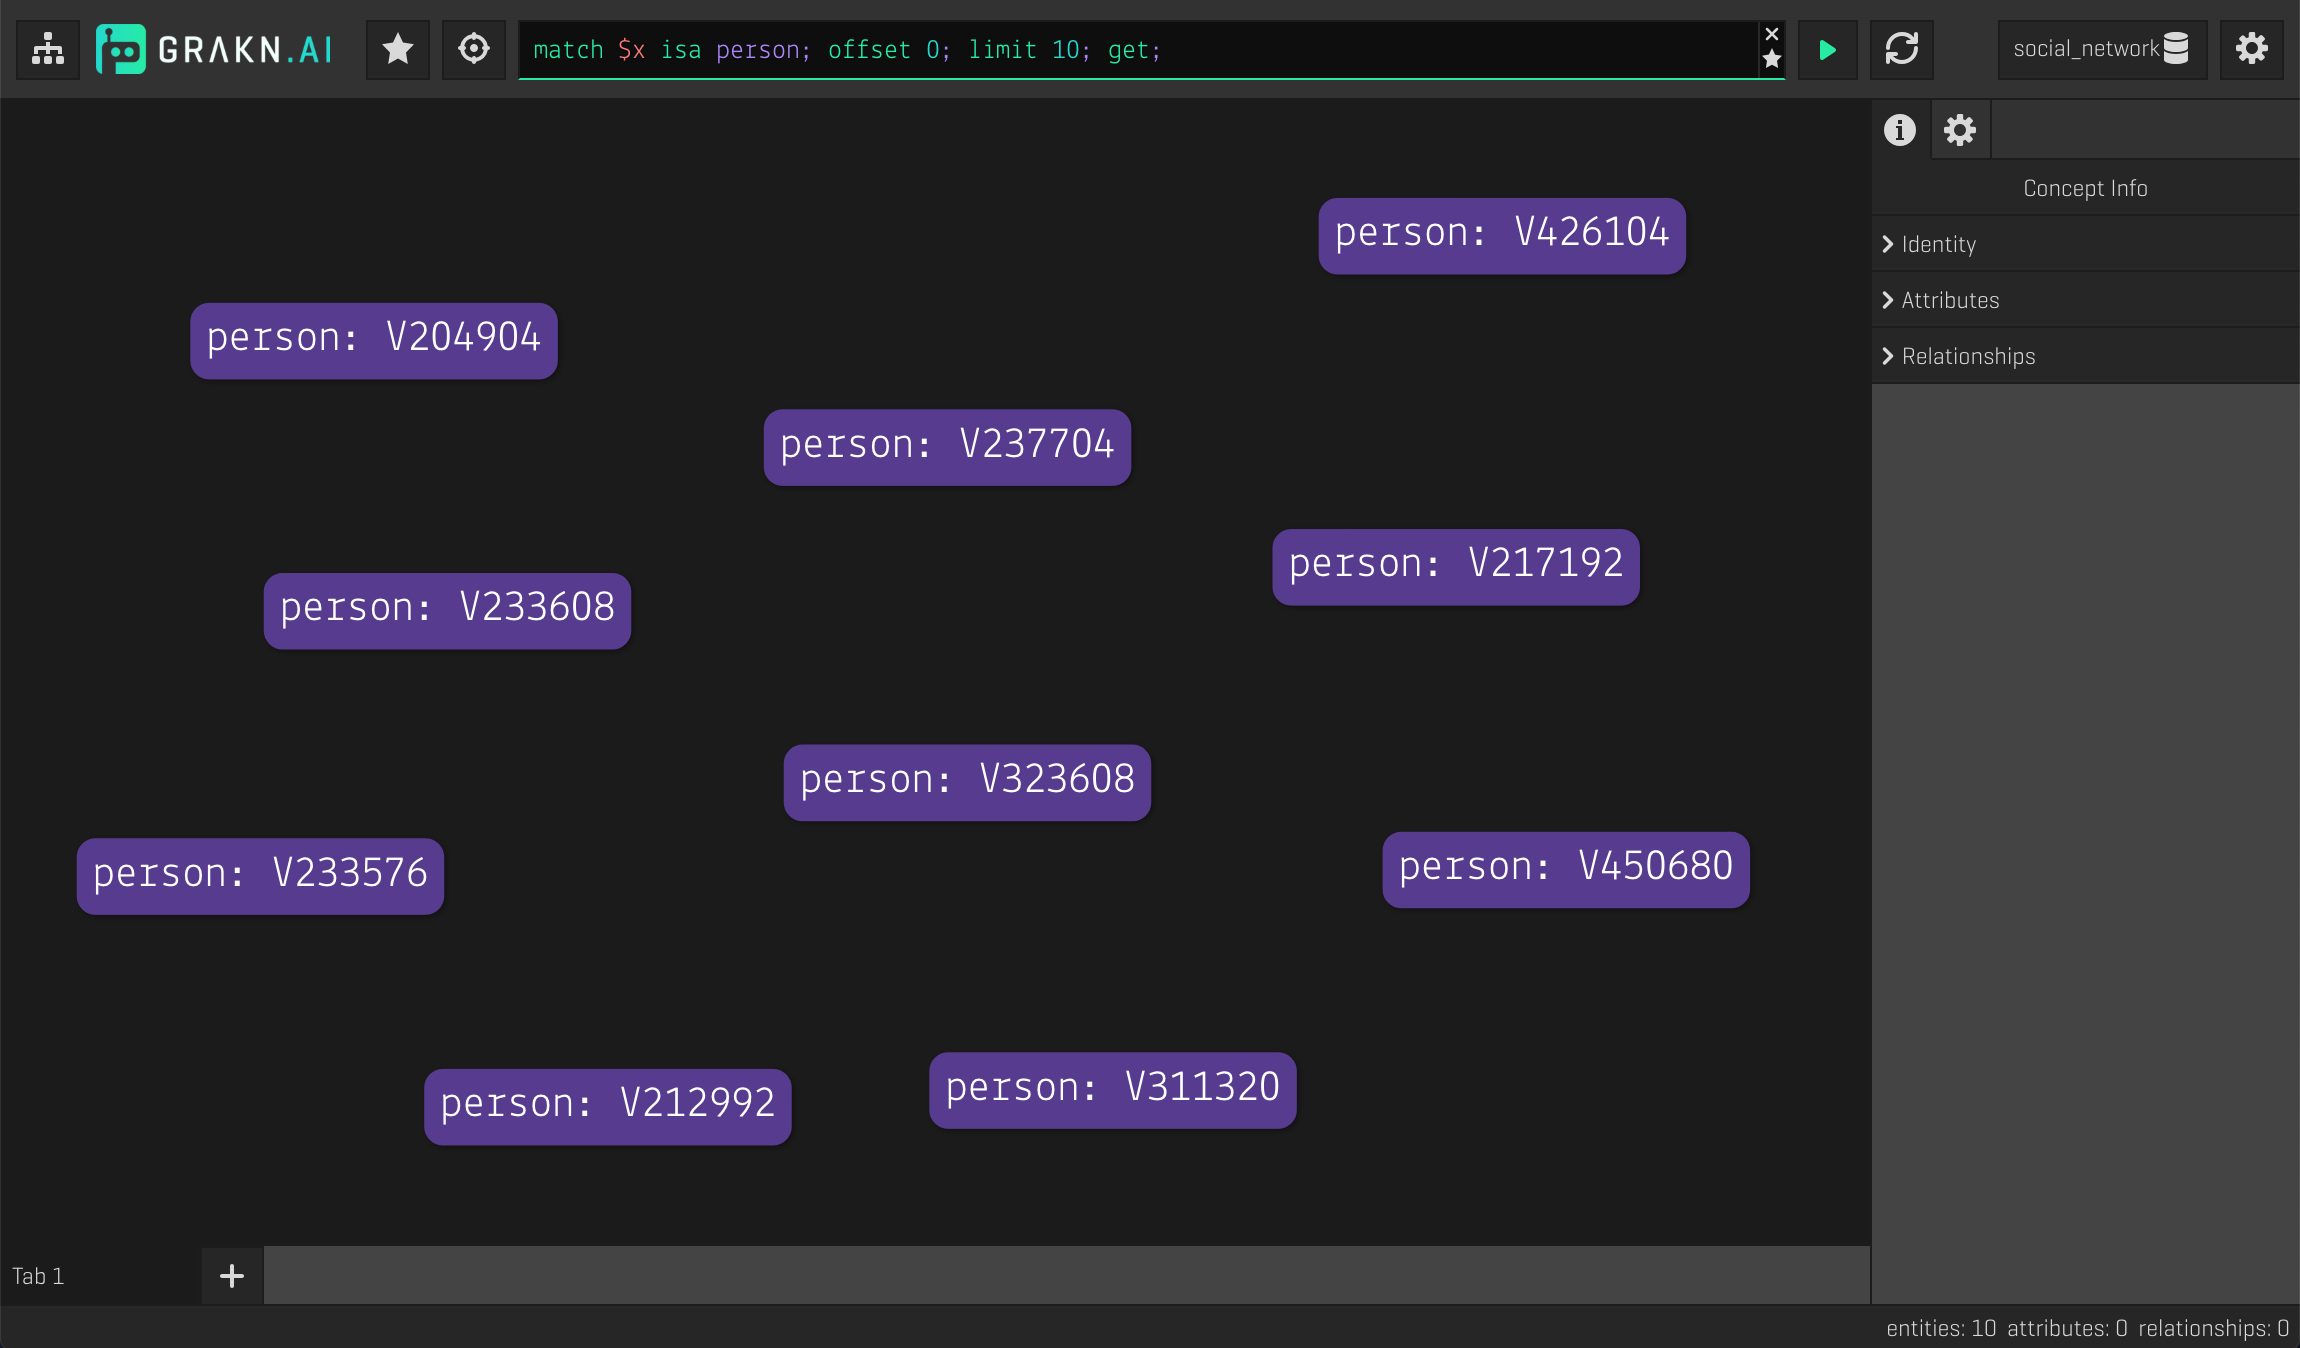 GRAKN.AI
match $x isa person; offset 0; limit 10; get;
social_network
Concept Info
Identity
Attributes
Relationships
person: V426104
person: V204904
person: V237704
person: V217192
person: V233608
person: V323608
person: V450680
person: V233576
person: V311320
person: V212992
Tab 1
entities: 10 attributes: 0 relationships: 0